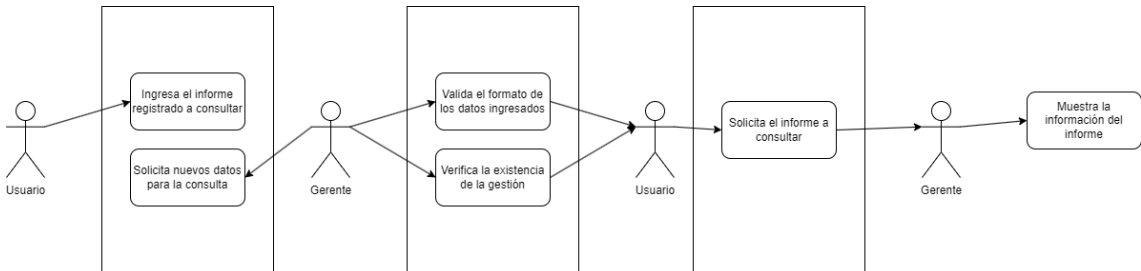 Ingresa el informe
registrado a consultar
Solicita nuevos datos
para la consulta
Usuario
Gerente
Valida el formato de
los datos ingresados
Verifica la existencia
de la gestión
Usuario
Solicita el informe a
consultar
Gerente
Muestra la
información del
informe